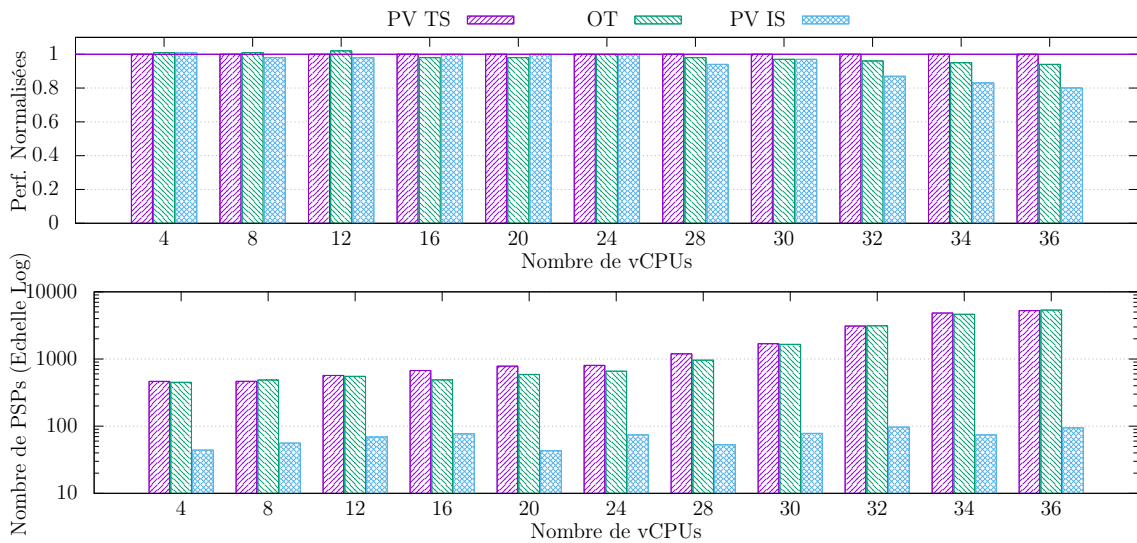 PV TS OT PV IS
Perf. Normalisées
1
0.8
0.6
0.4
0.2
0
4 8 12 16 20 24 28 30 32 34 36
Nombre de vCPUs
Nombre de PSPs (Echelle Log)
10000
1000
100
10
4 8 12 16 20 24 28 30 32 34 36
Nombre de vCPUs